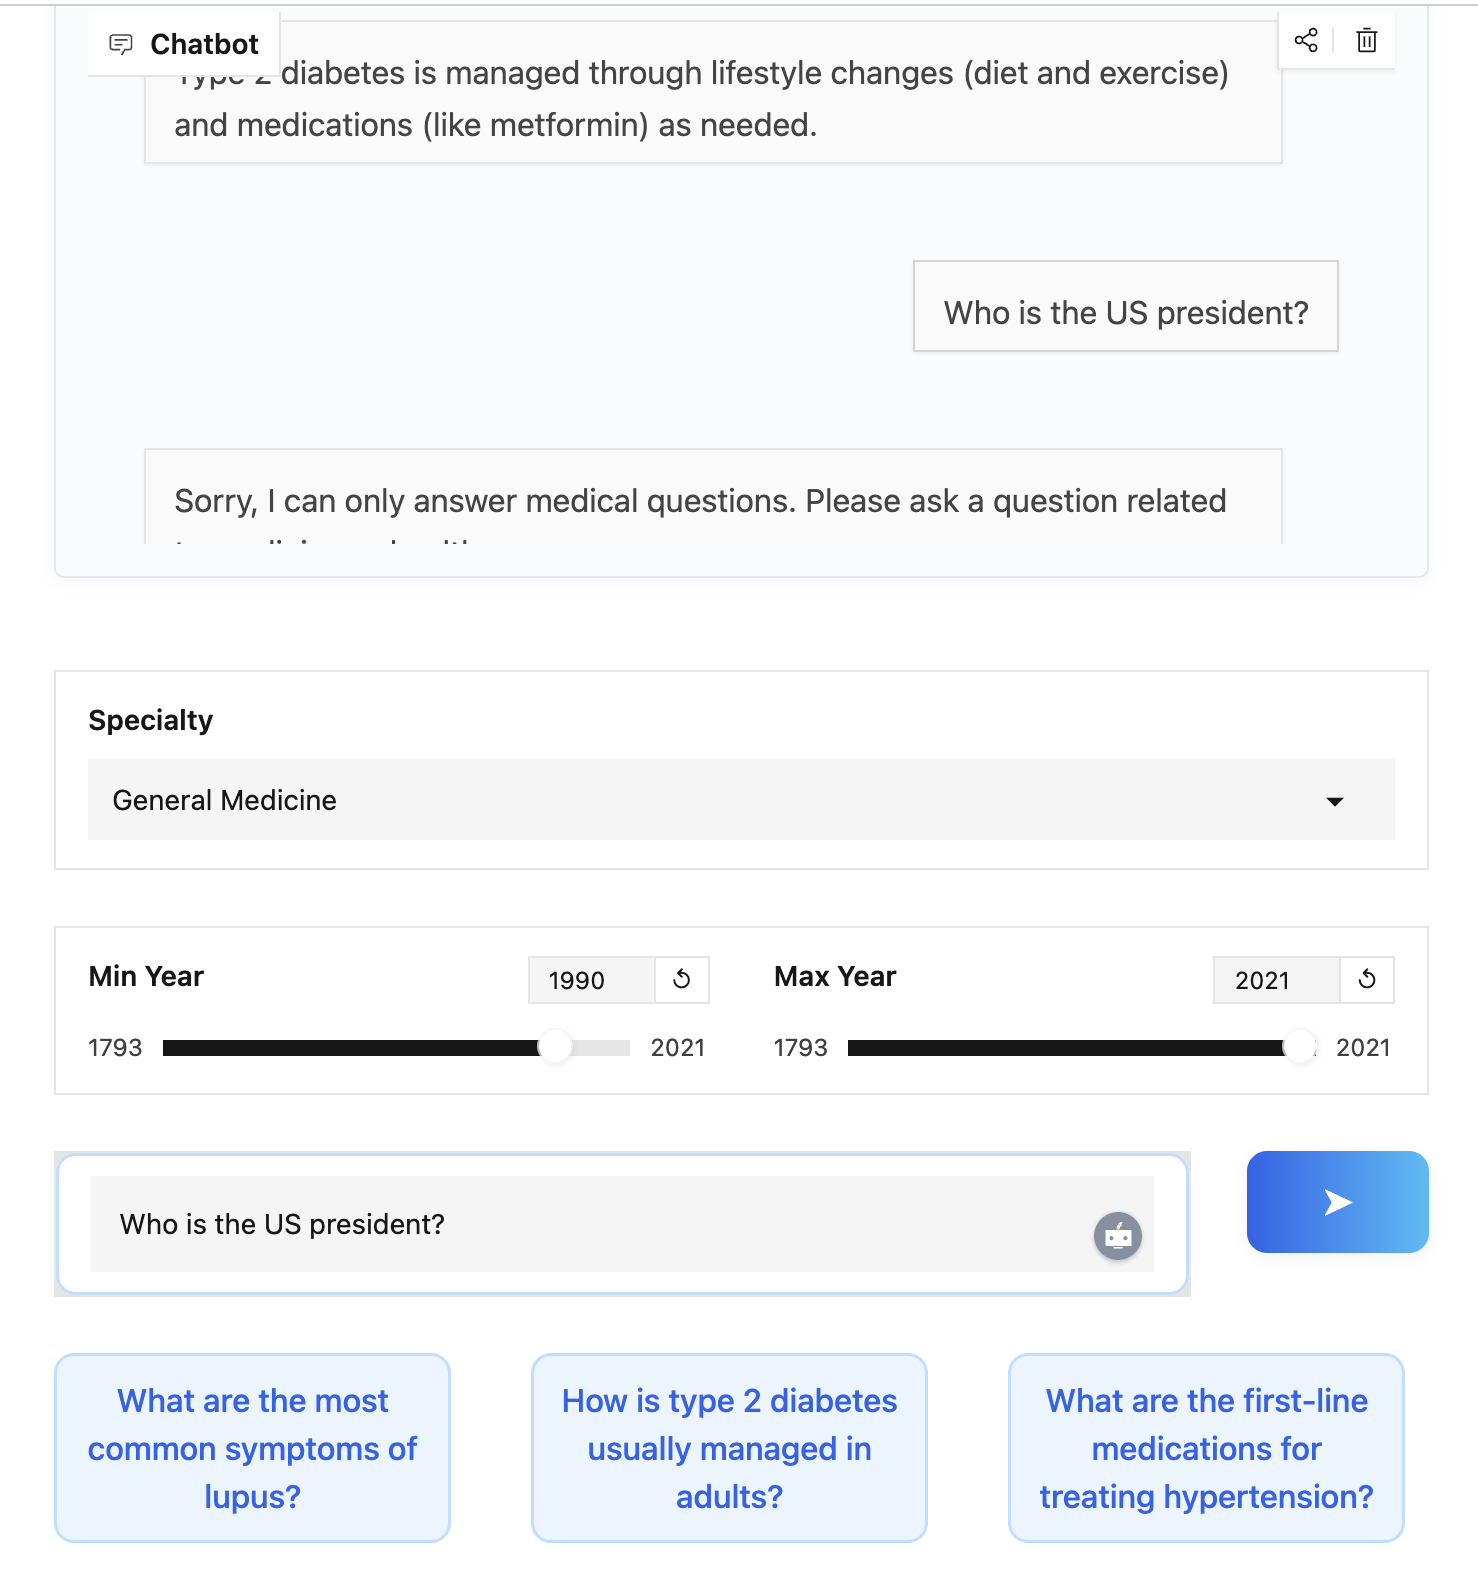 Chatbot
Type 2 diabetes is managed through lifestyle changes (diet and exercise)
and medications (like metformin) as needed.
Who is the US president?
Sorry, I can only answer medical questions. Please ask a question related
Specialty
General Medicine
Min Year
1990
1793
2021
Max Year
2021
1793
2021
Who is the US president?
What are the most
common symptoms of
lupus?
How is type 2 diabetes
usually managed in
adults?
What are the first-line
medications for
treating hypertension?